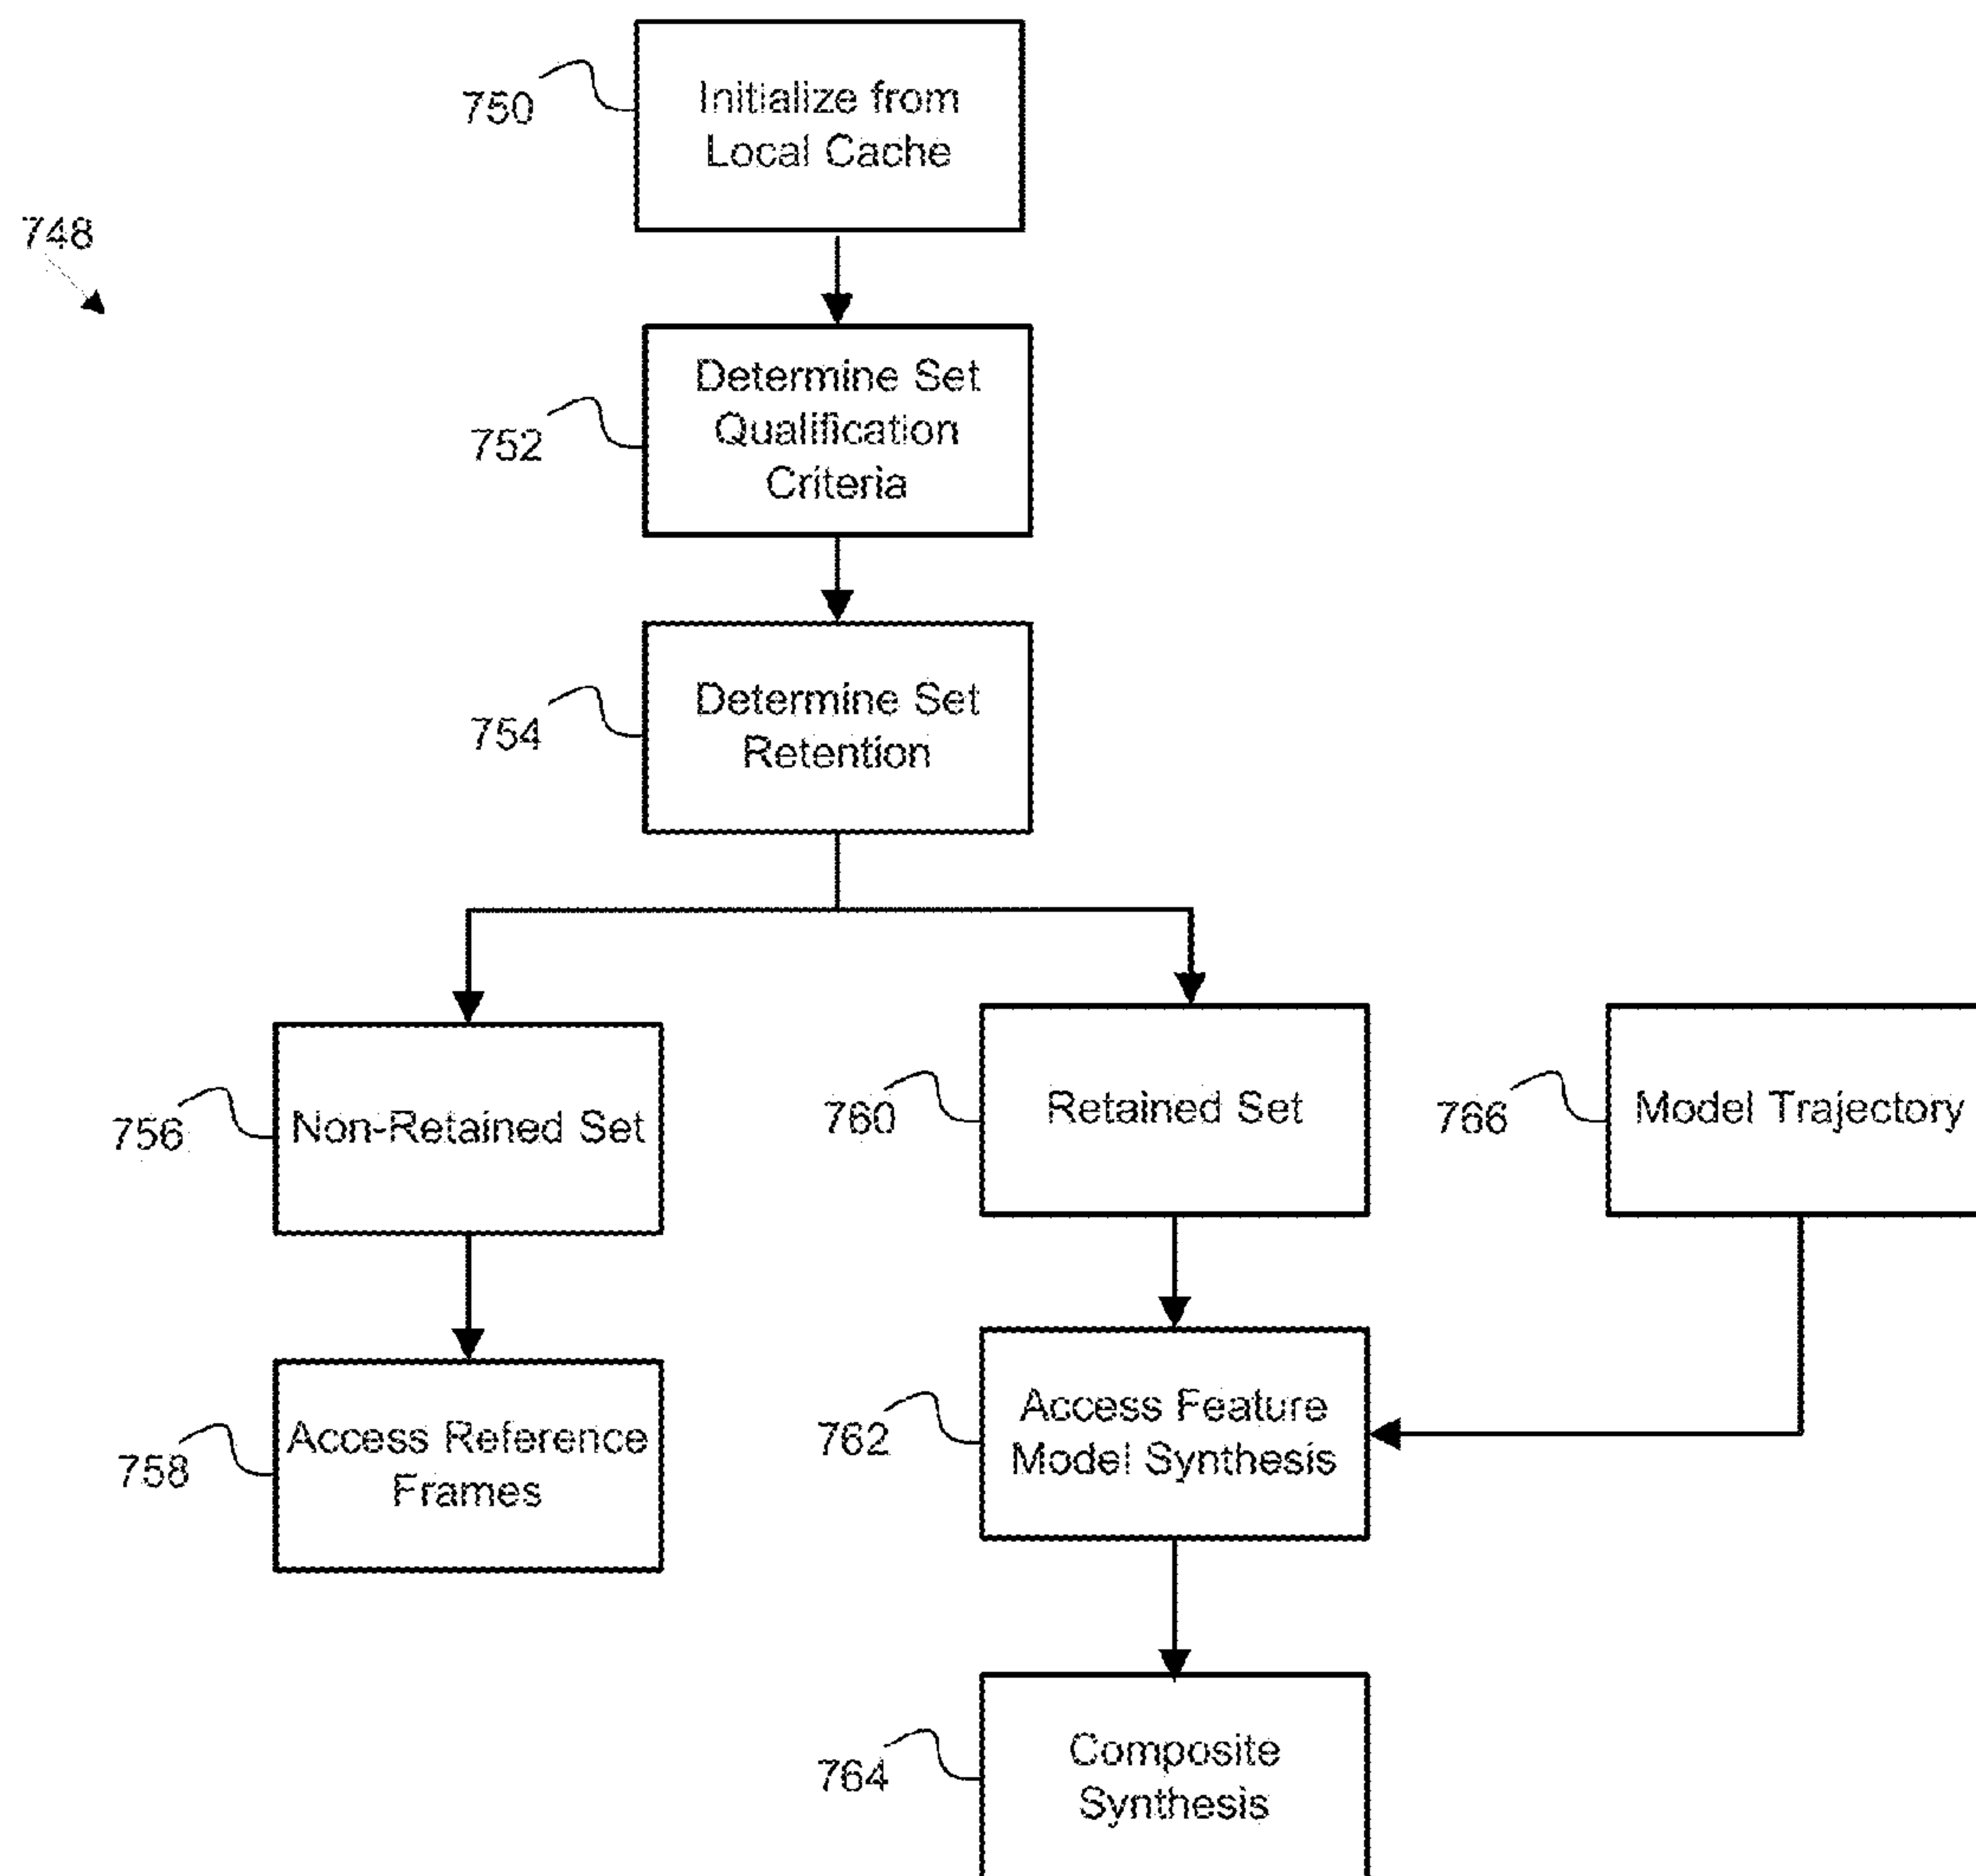 750
Initialize from
Local Cache
748
752
Determine Set
Qualification
Criteria
754
Determine Set
Retention
756
Non-Retained Set
760
Retained Set
766
Model Trajectory
758
Access Reference
Frames
762
Access Feature
Model Synthesis
764
Composite
Synthesis